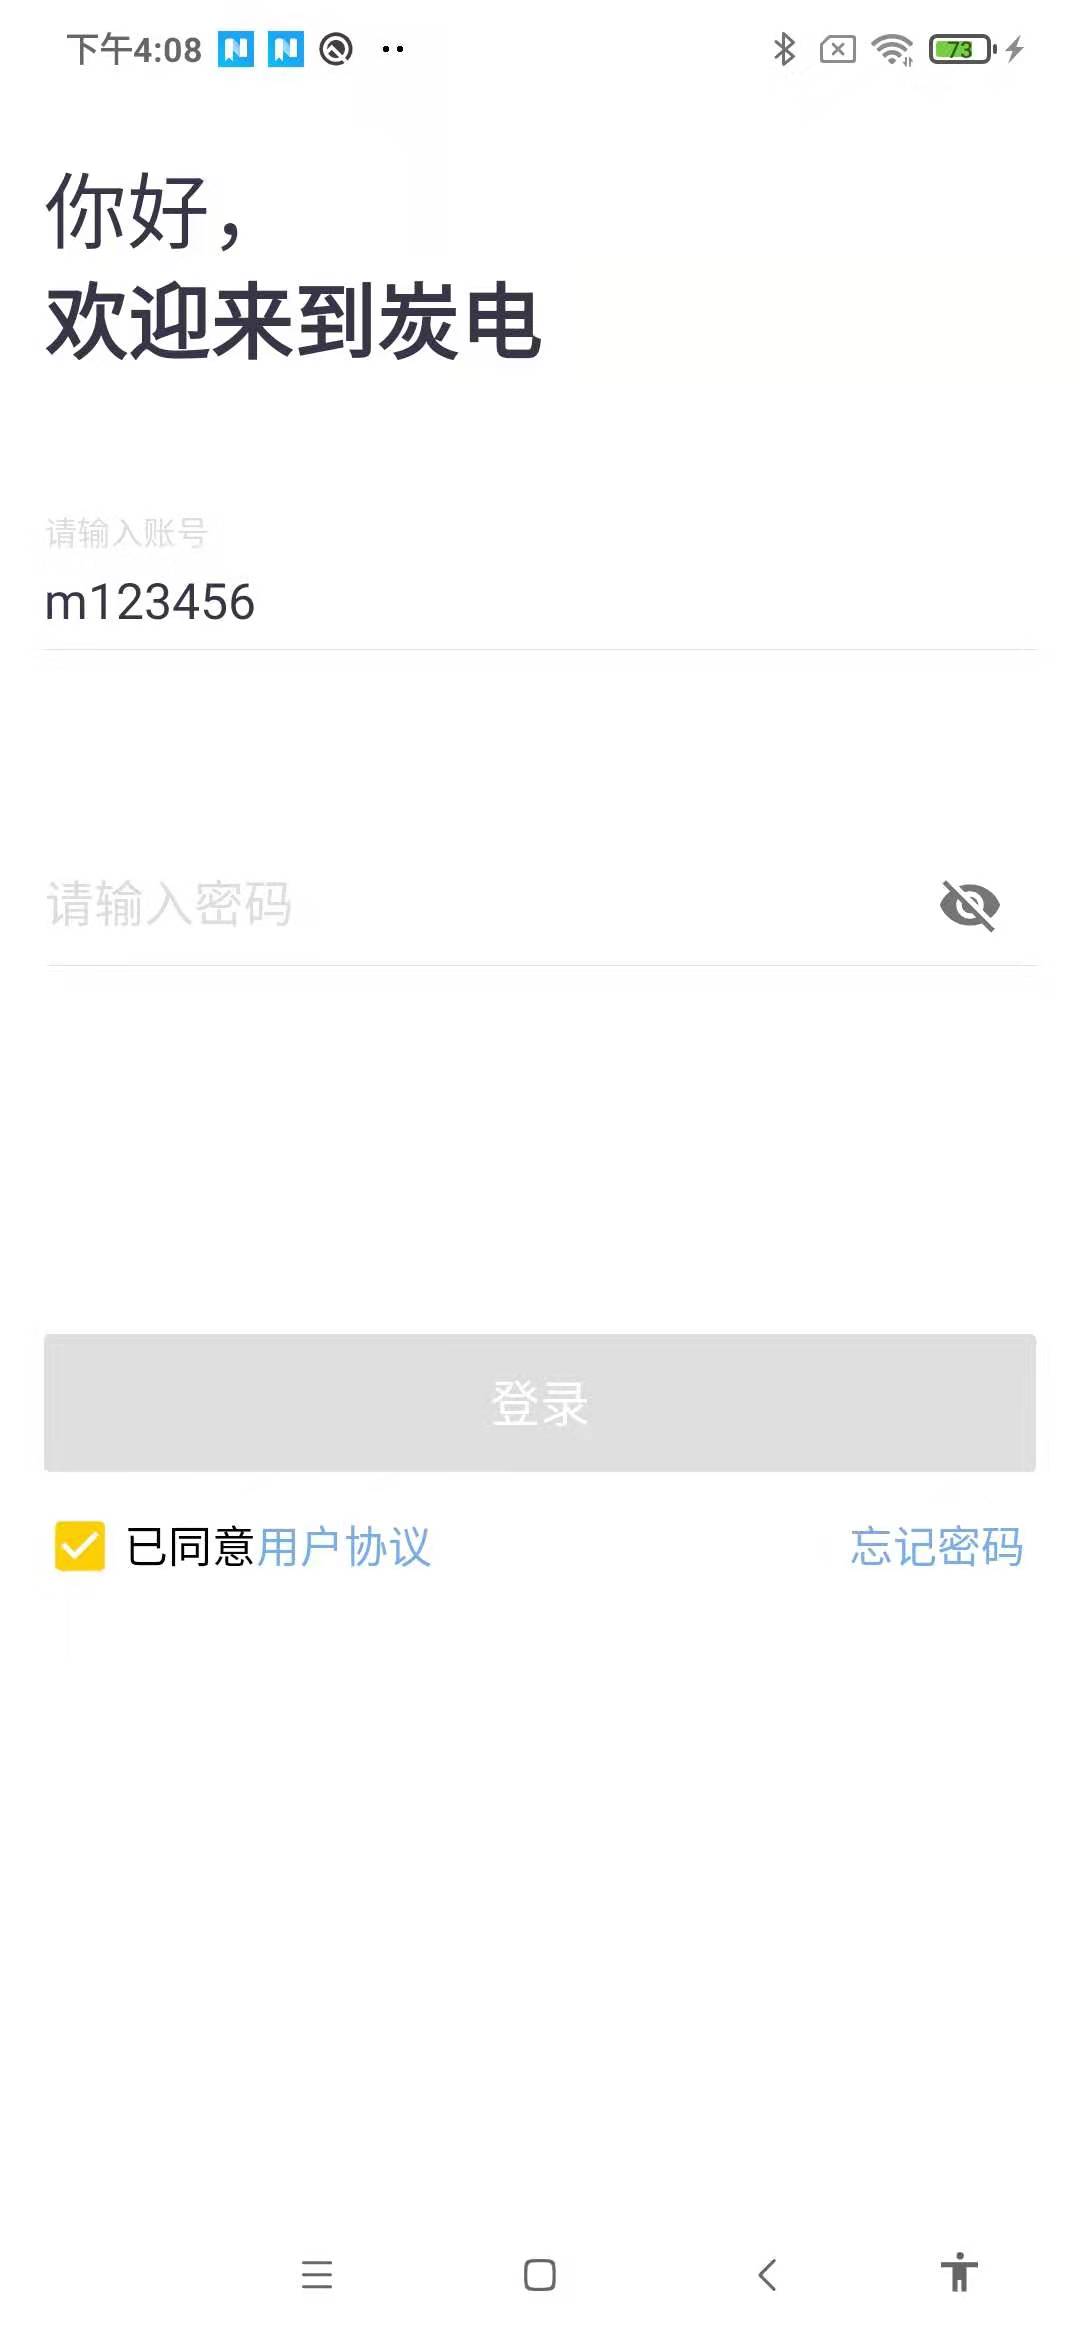 下午4:08 73
你好，
欢迎来到炭电
请输入账号
m123456
请输入密码
登录
已同意用户协议 忘记密码